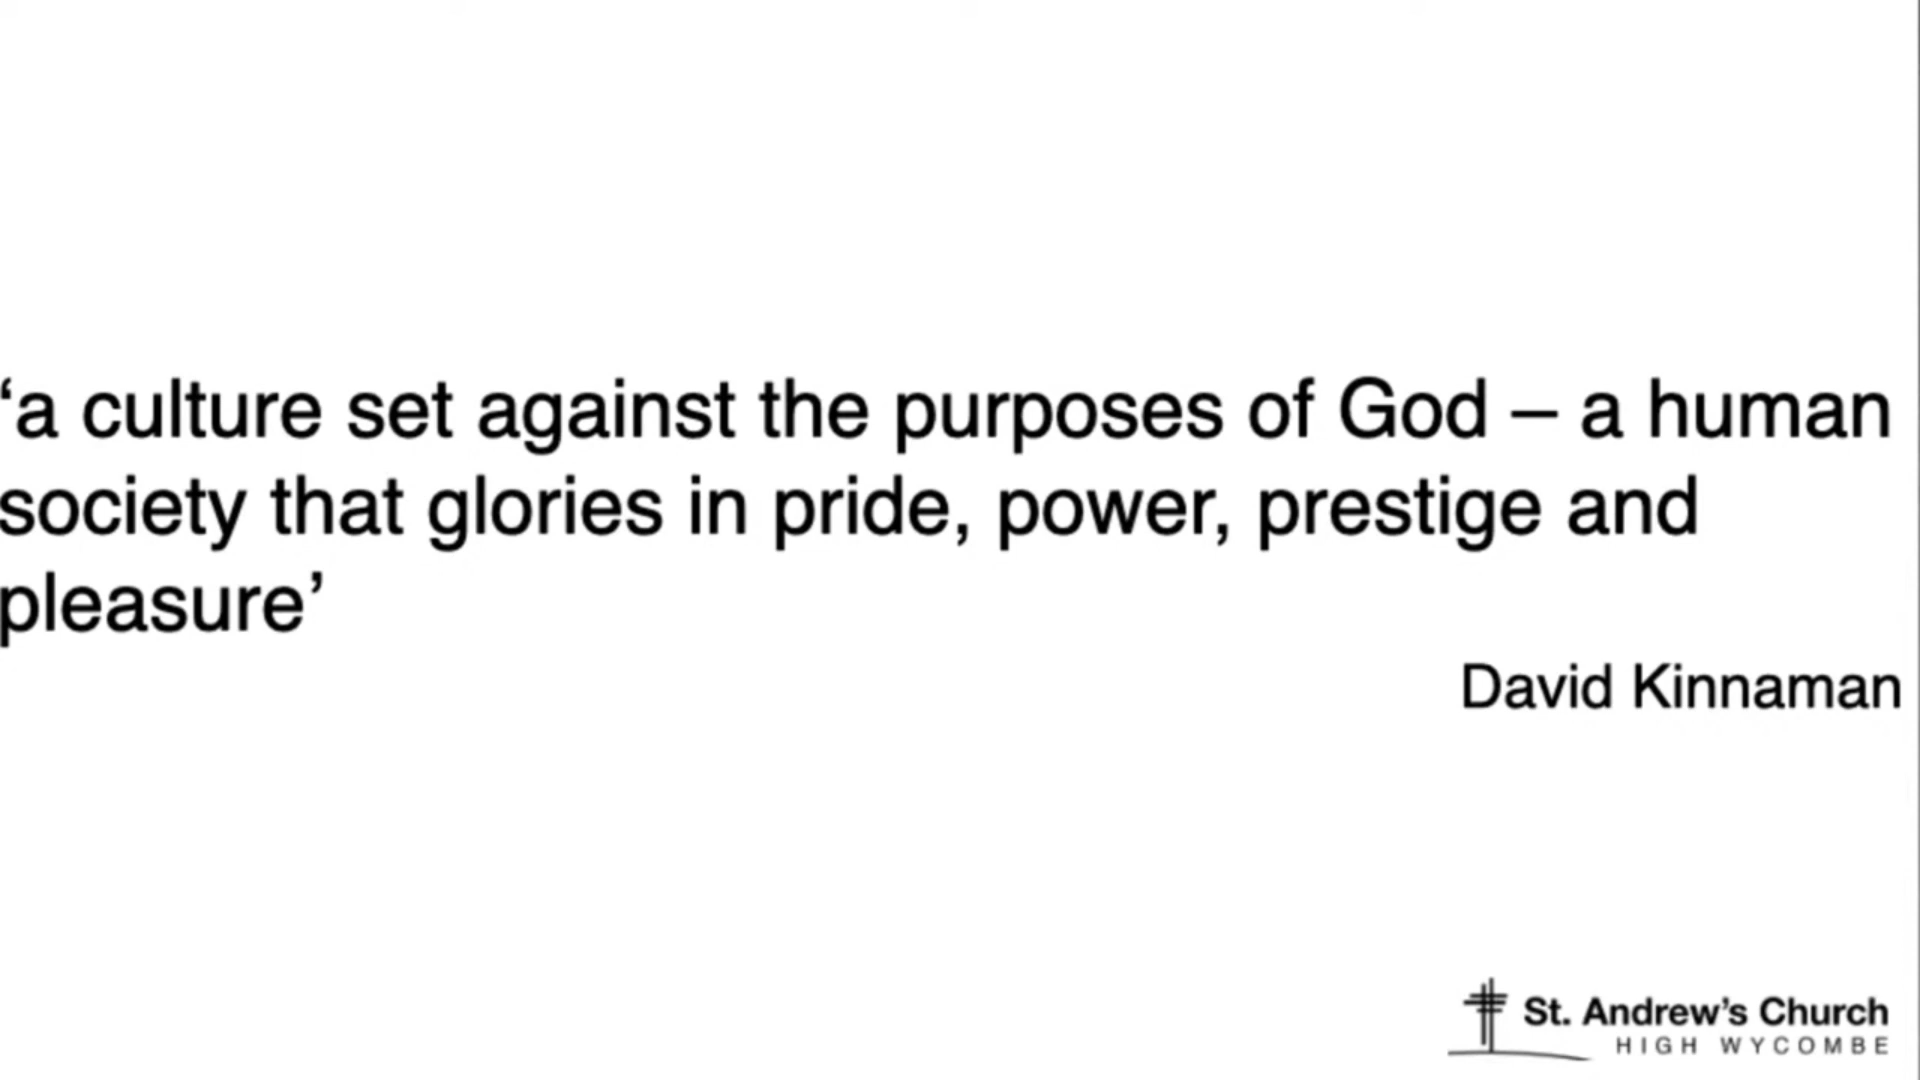 ‘a culture set against the purposes of God – a human
society that glories in pride, power, prestige and
pleasure’
David Kinnaman
St. Andrew’s Church
HIGH WYCOMBE